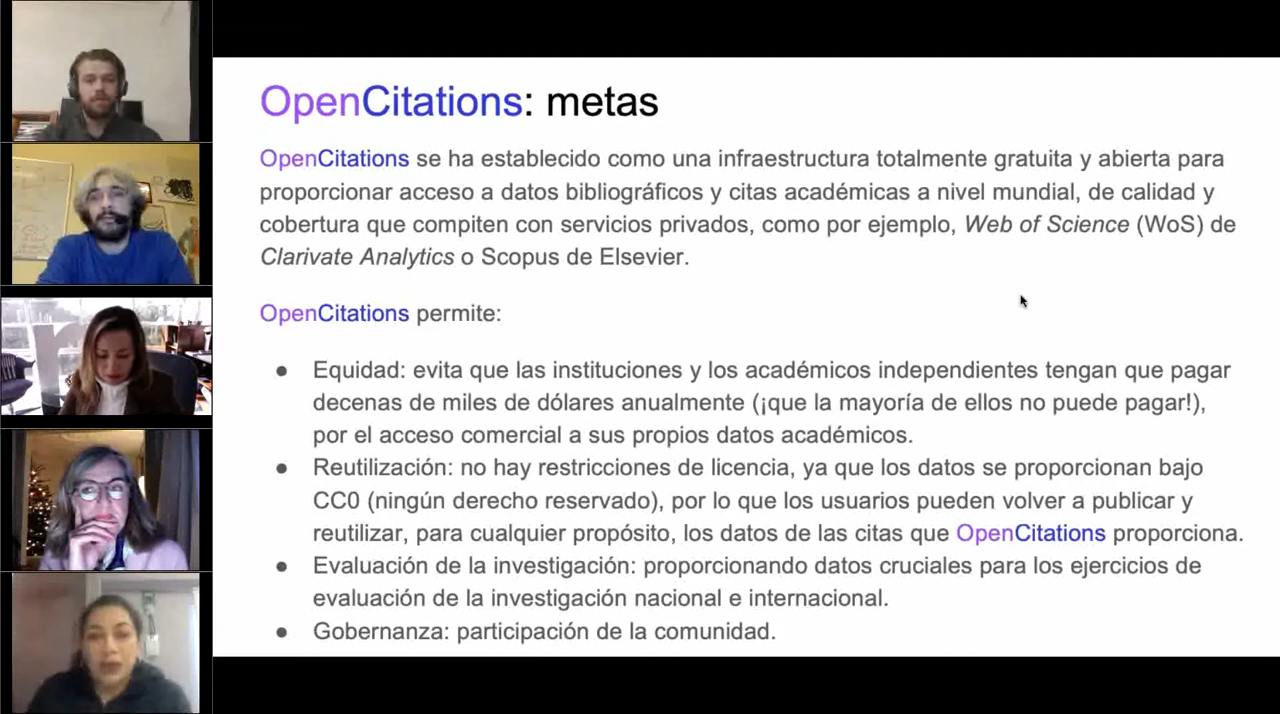 OpenCitations: metas
OpenCitations se ha establecido como una infraestructura totalmente gratuita y abierta para
proporcionar acceso a datos bibliográficos y citas académicas a nivel mundial, de calidad y
cobertura que compiten con servicios privados, como por ejemplo, Web of Science (WoS) de
Clarivate Analytics o Scopus de Elsevier.
OpenCitations permite:
● Equidad: evita que las instituciones y los académicos independientes tengan que pagar
decenas de miles de dólares anualmente (¡que la mayoría de ellos no puede pagar!),
por el acceso comercial a sus propios datos académicos.
● Reutilización: no hay restricciones de licencia, ya que los datos se proporcionan bajo
CC0 (ningún derecho reservado), por lo que los usuarios pueden volver a publicar y
reutilizar, para cualquier propósito, los datos de las citas que OpenCitations proporciona.
● Evaluación de la investigación: proporcionando datos cruciales para los ejercicios de
evaluación de la investigación nacional e internacional.
● Gobernanza: participación de la comunidad.